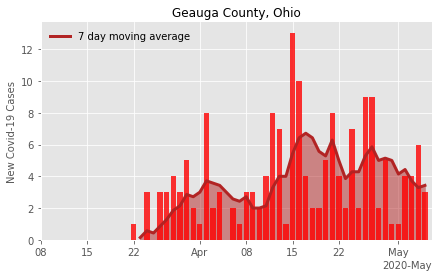 Geauga County, Ohio
7 day moving average
New Covid-19 Cases
12
10
8
6
4
2
0
08 15 22 Apr 08 15 22 May
2020-May